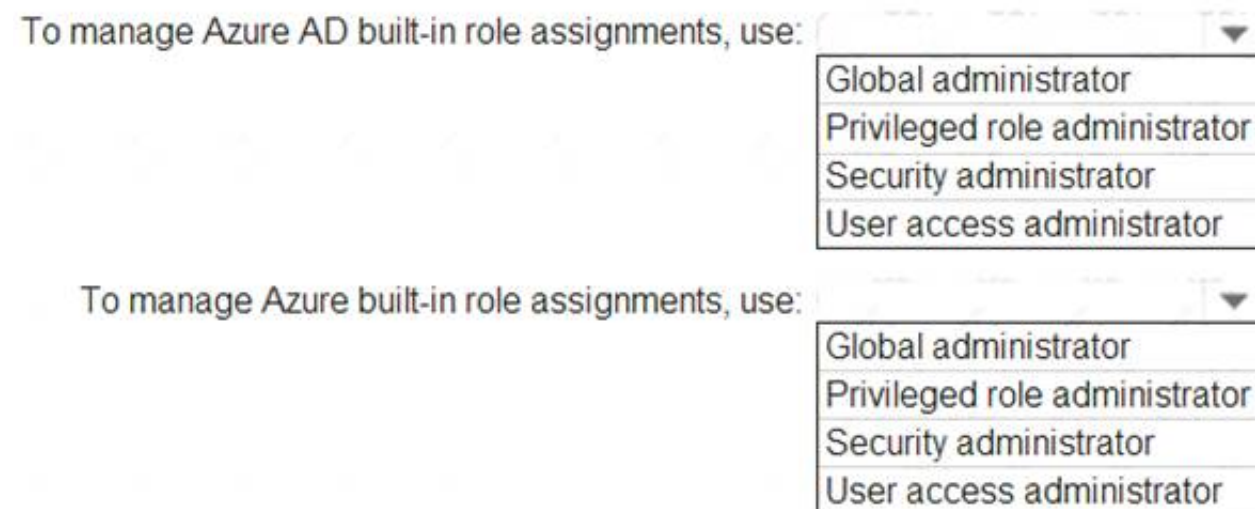 To manage Azure AD built-in role assignments, use:
Global administrator
Privileged role administrator
Security administrator
User access administrator
To manage Azure built-in role assignments, use:
Global administrator
Privileged role administrator
Security administrator
User access administrator